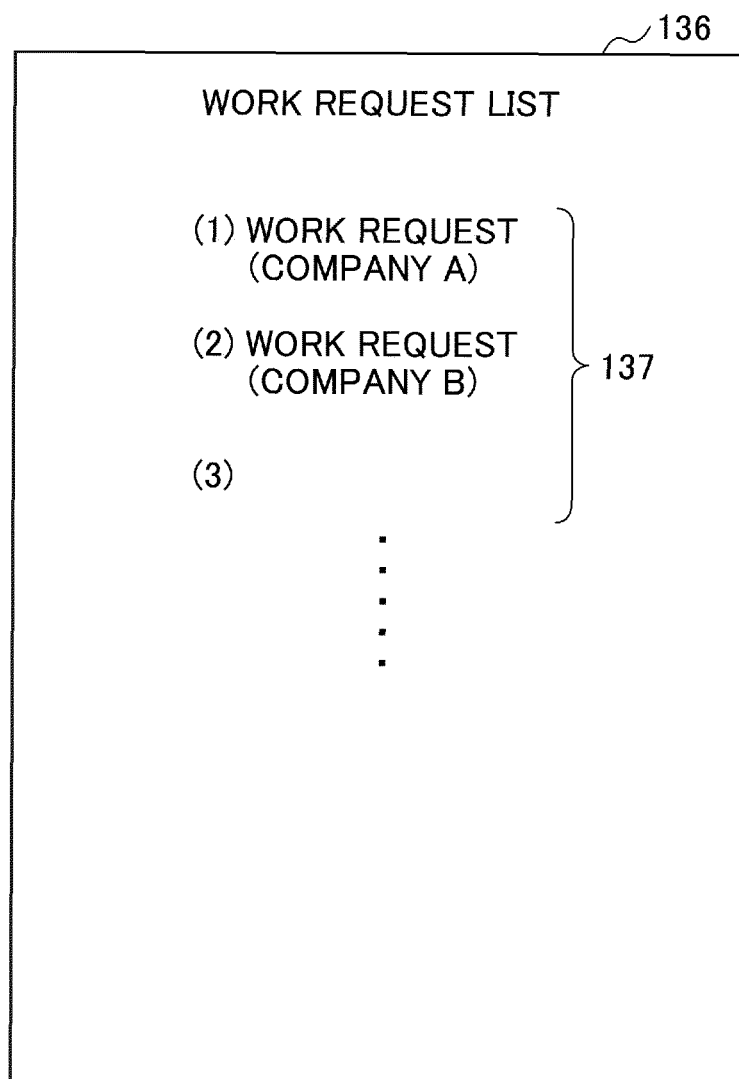 136
WORK REQUEST LIST
(1) WORK REQUEST
(COMPANY A)
(2) WORK REQUEST
(COMPANY B)
137
(3)